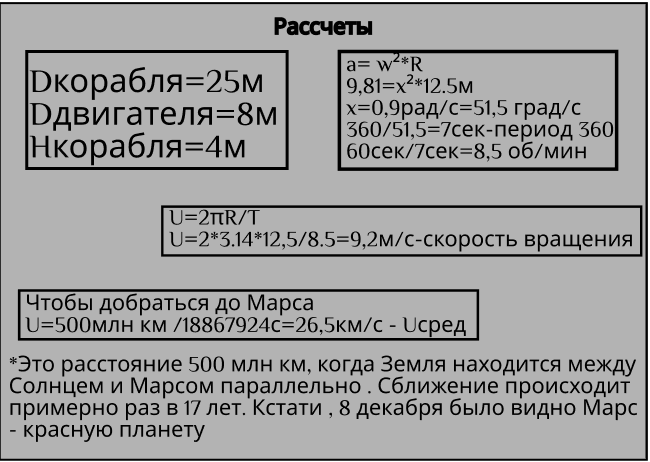 Рассчеты
Dкорабля=25м
Dдвигателя=8м
Hкорабля=4м
a= w²*R
9,81=x²*12.5м
x=0,9рад/с=51,5 град/с
360/51,5=7сек-период 360
60сек/7сек=8,5 об/мин
U=2πR/T
U=2*3.14*12,5/8.5=9,2м/с-скорость вращения
Чтобы добраться до Марса
U=500млн км /18867924с=26,5км/с - Uсред
*Это расстояние 500 млн км, когда Земля находится между
Солнцем и Марсом параллельно . Сближение происходит
примерно раз в 17 лет. Кстати , 8 декабря было видно Марс
- красную планету